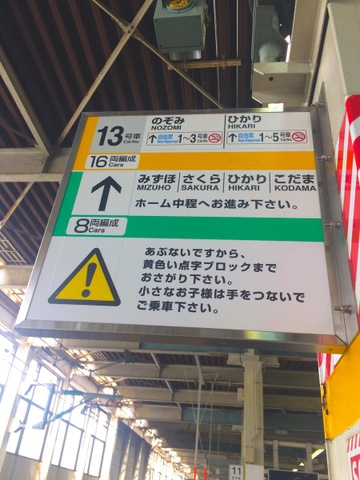 13号車 CarNo. のぞみ NOZOMI ひかり HIKARI
自由席 Non-Reserved 1〜3号車 CarNo. 自由席 Non-Reserved 1〜5号車 CarNo.
16両編成 Cars
みずほ さくら ひかり こだま
MIZUHO SAKURA HIKARI KODAMA
ホーム中程へお進み下さい。
8両編成 Cars
あぶないですから、
黄色い点字ブロックまで
おさがり下さい。
小さなお子様は手をつないで
ご乗車下さい。
11